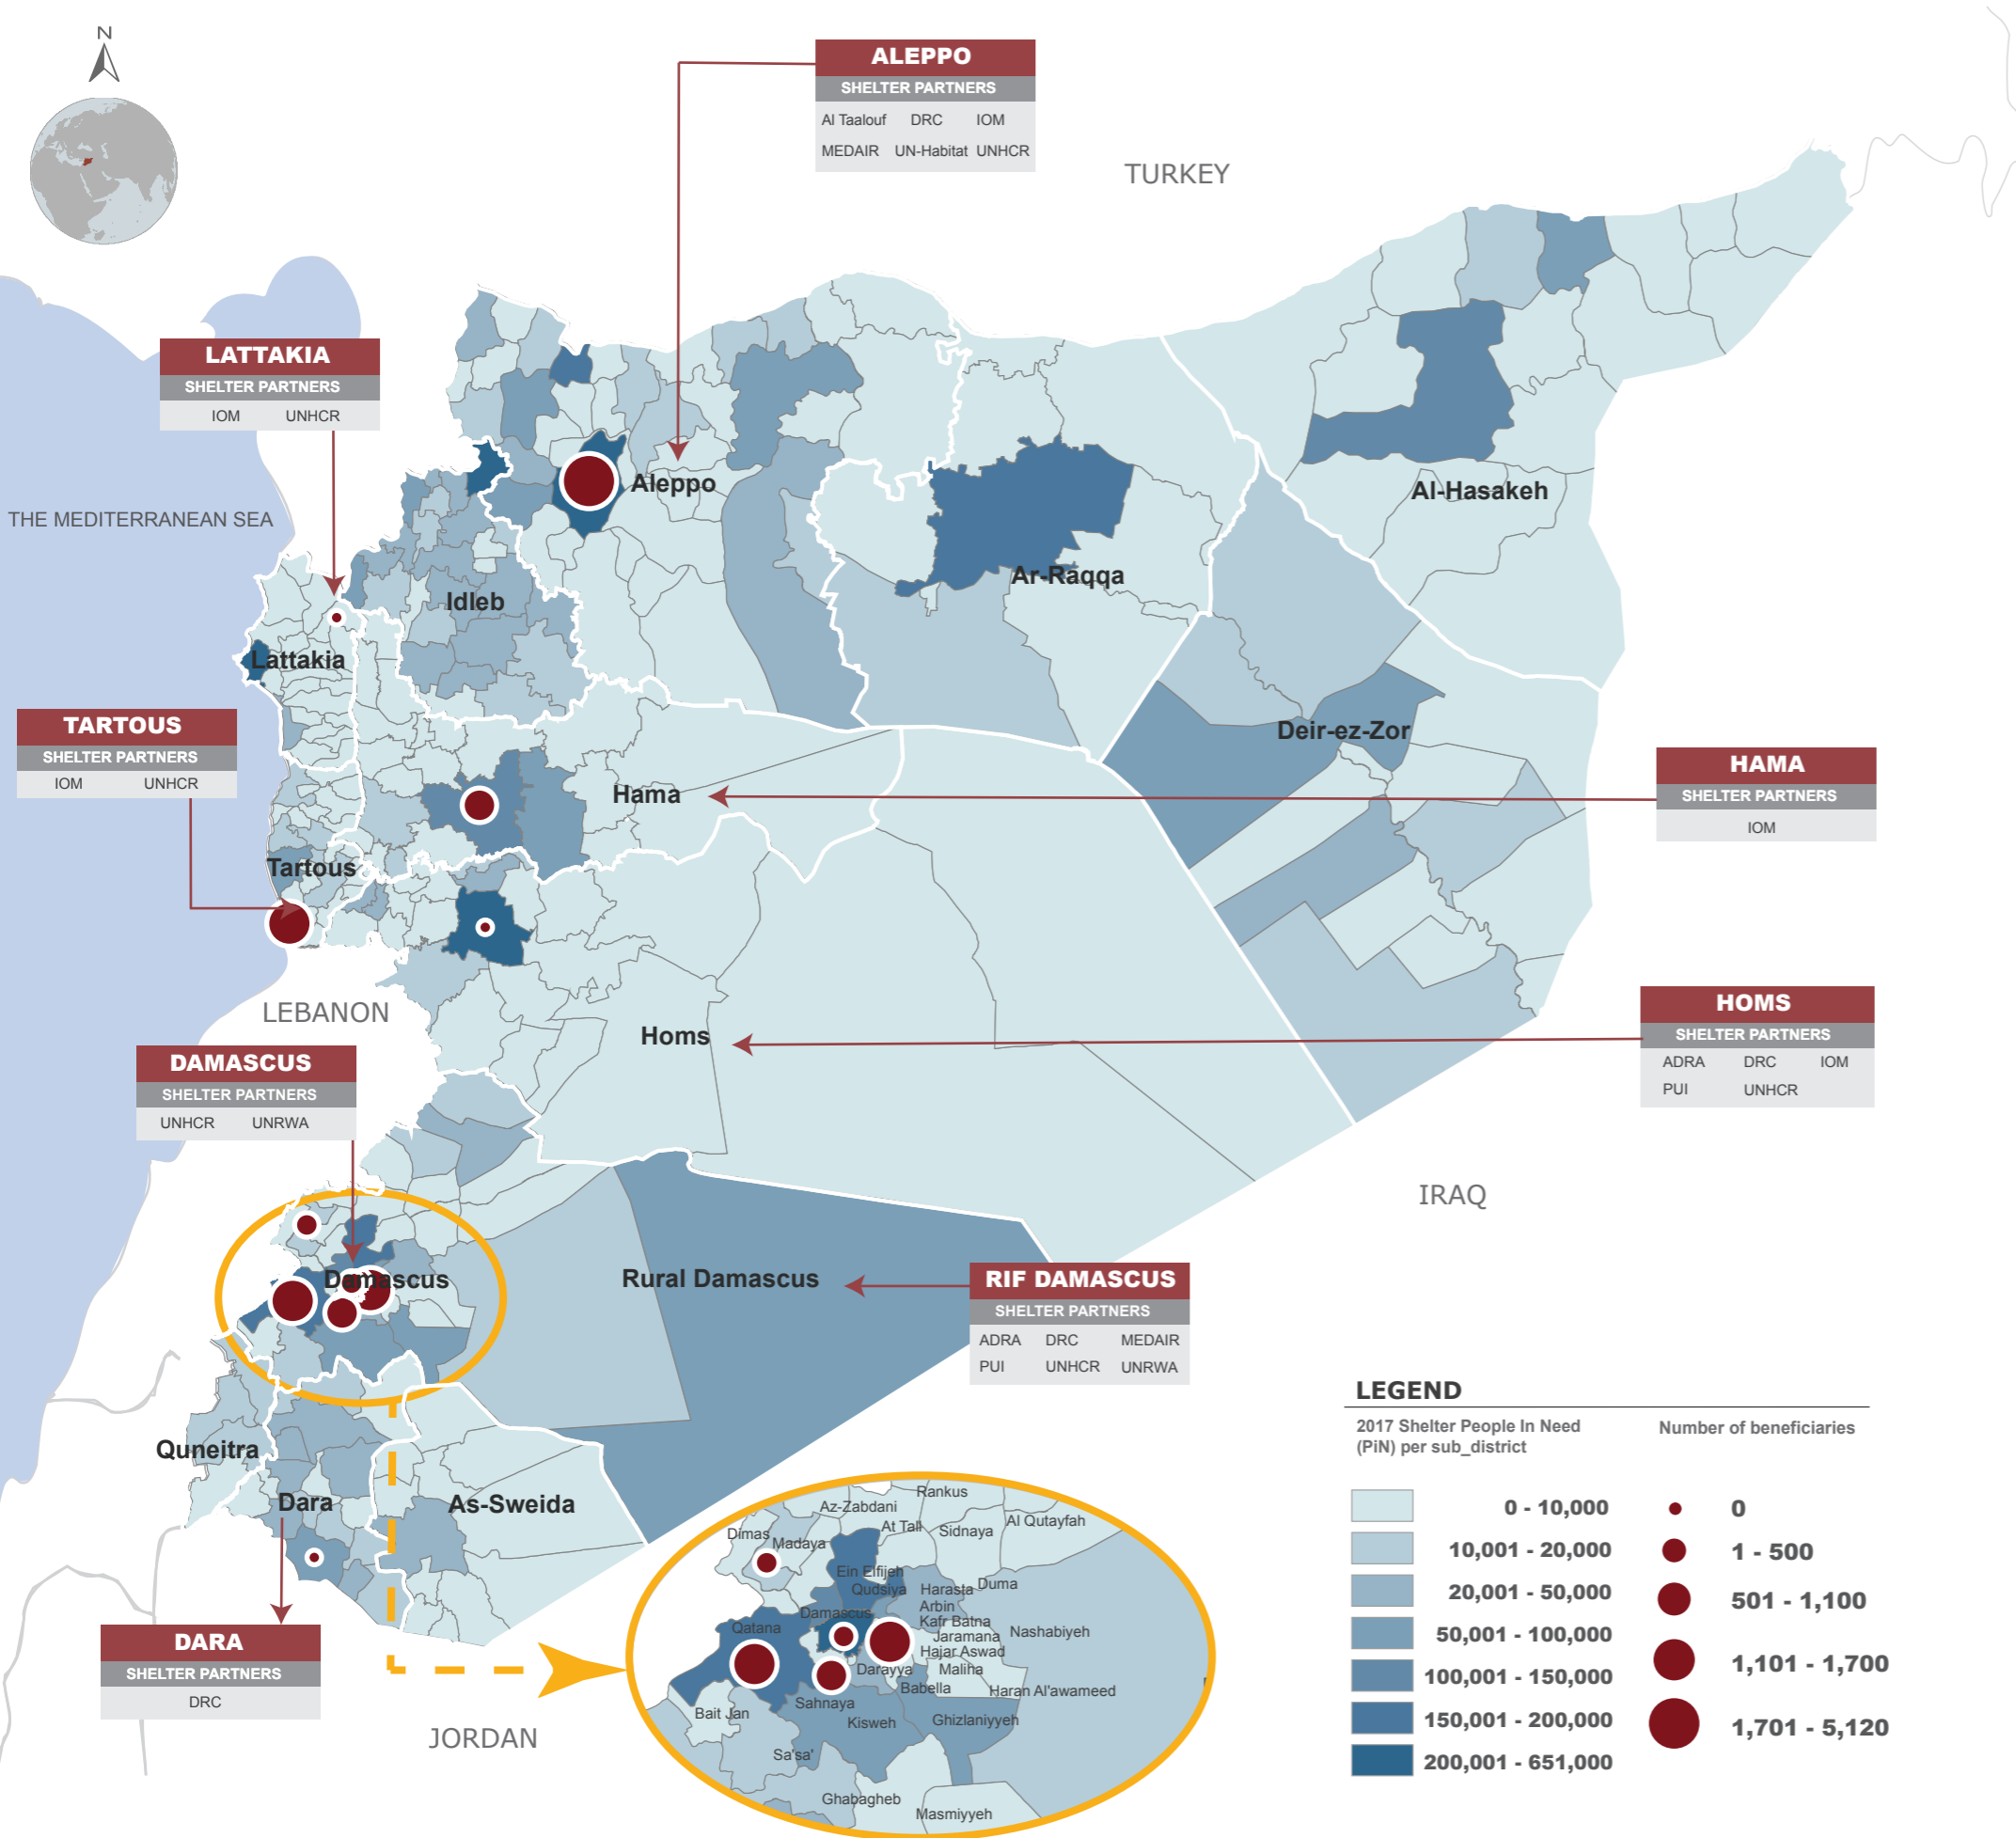 N
ALEPPO
SHELTER PARTNERS
Al Taalouf DRC IOM
MEDAIR UN-Habitat UNHCR
TURKEY
LATTAKIA
SHELTER PARTNERS
IOM UNHCR
THE MEDITERRANEAN SEA
Aleppo
Al-Hasakeh
Ar-Raqqa
Idleb
Lattakia
TARTOUS
SHELTER PARTNERS
IOM UNHCR
Deir-ez-Zor
Hama
HAMA
SHELTER PARTNERS
IOM
Tartous
LEBANON
Homs
HOMS
SHELTER PARTNERS
ADRA DRC IOM
PUI UNHCR
DAMASCUS
SHELTER PARTNERS
UNHCR UNRWA
IRAQ
Damascus
Rural Damascus
RIF DAMASCUS
SHELTER PARTNERS
ADRA DRC MEDAIR
PUI UNHCR UNRWA
Quneitra
Dara
As-Sweida
DARA
SHELTER PARTNERS
DRC
JORDAN
Rankus
Az-Zabdani
At Tall
Sidnaya
Al Qutayfah
Dimas
Madaya
Ein Elfijeh
Qudsiya
Harasta
Duma
Arbin
Damascus
Kafr Batna
Qatana
Jaramana
Nashabiyeh
Hajar Aswad
Darayya
Maliha
Babella
Haran Al'awameed
Sahnaya
Bait Jan
Kisweh
Ghizlaniyyeh
Sa'sa'
Ghabagheb
Masmiyyeh
LEGEND
2017 Shelter People In Need
(PiN) per sub_district
0 - 10,000
10,001 - 20,000
20,001 - 50,000
50,001 - 100,000
100,001 - 150,000
150,001 - 200,000
200,001 - 651,000
Number of beneficiaries
0
1 - 500
501 - 1,100
1,101 - 1,700
1,701 - 5,120